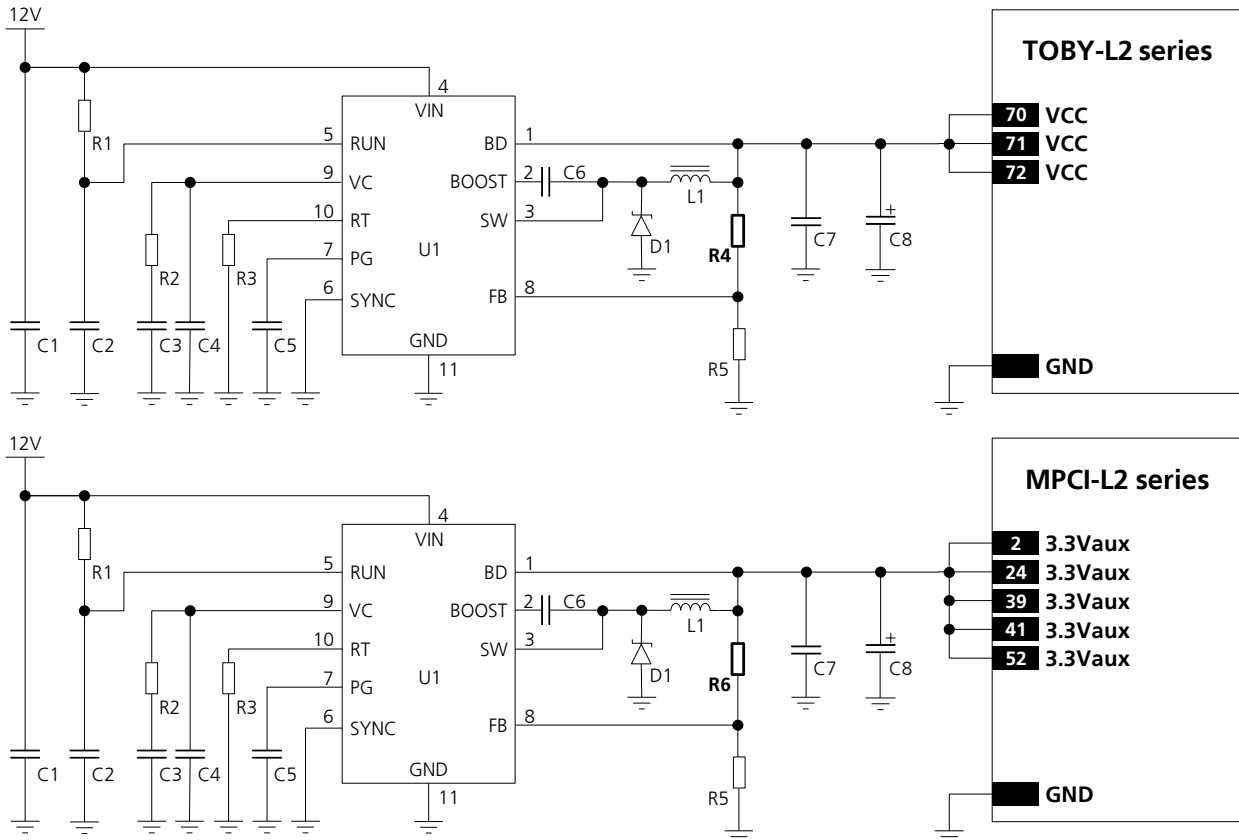 12V
TOBY-L2 series
4
VIN
R1
5 RUN BD 1
70 VCC
71 VCC
72 VCC
9 VC BOOST 2 C6
L1
10 RT SW 3
R2 R3 U1 D1 R4 C7 + C8
7 PG
6 SYNC FB 8
C1 C2 C3 C4 C5 GND R5
11
GND
12V
MPCI-L2 series
4
VIN
R1
2 3.3Vaux
5 RUN BD 1
24 3.3Vaux
39 3.3Vaux
9 VC BOOST 2 C6
L1
41 3.3Vaux
10 RT SW 3
52 3.3Vaux
R2 R3 U1 D1 R6 C7 + C8
7 PG
6 SYNC FB 8
C1 C2 C3 C4 C5 GND R5
11
GND